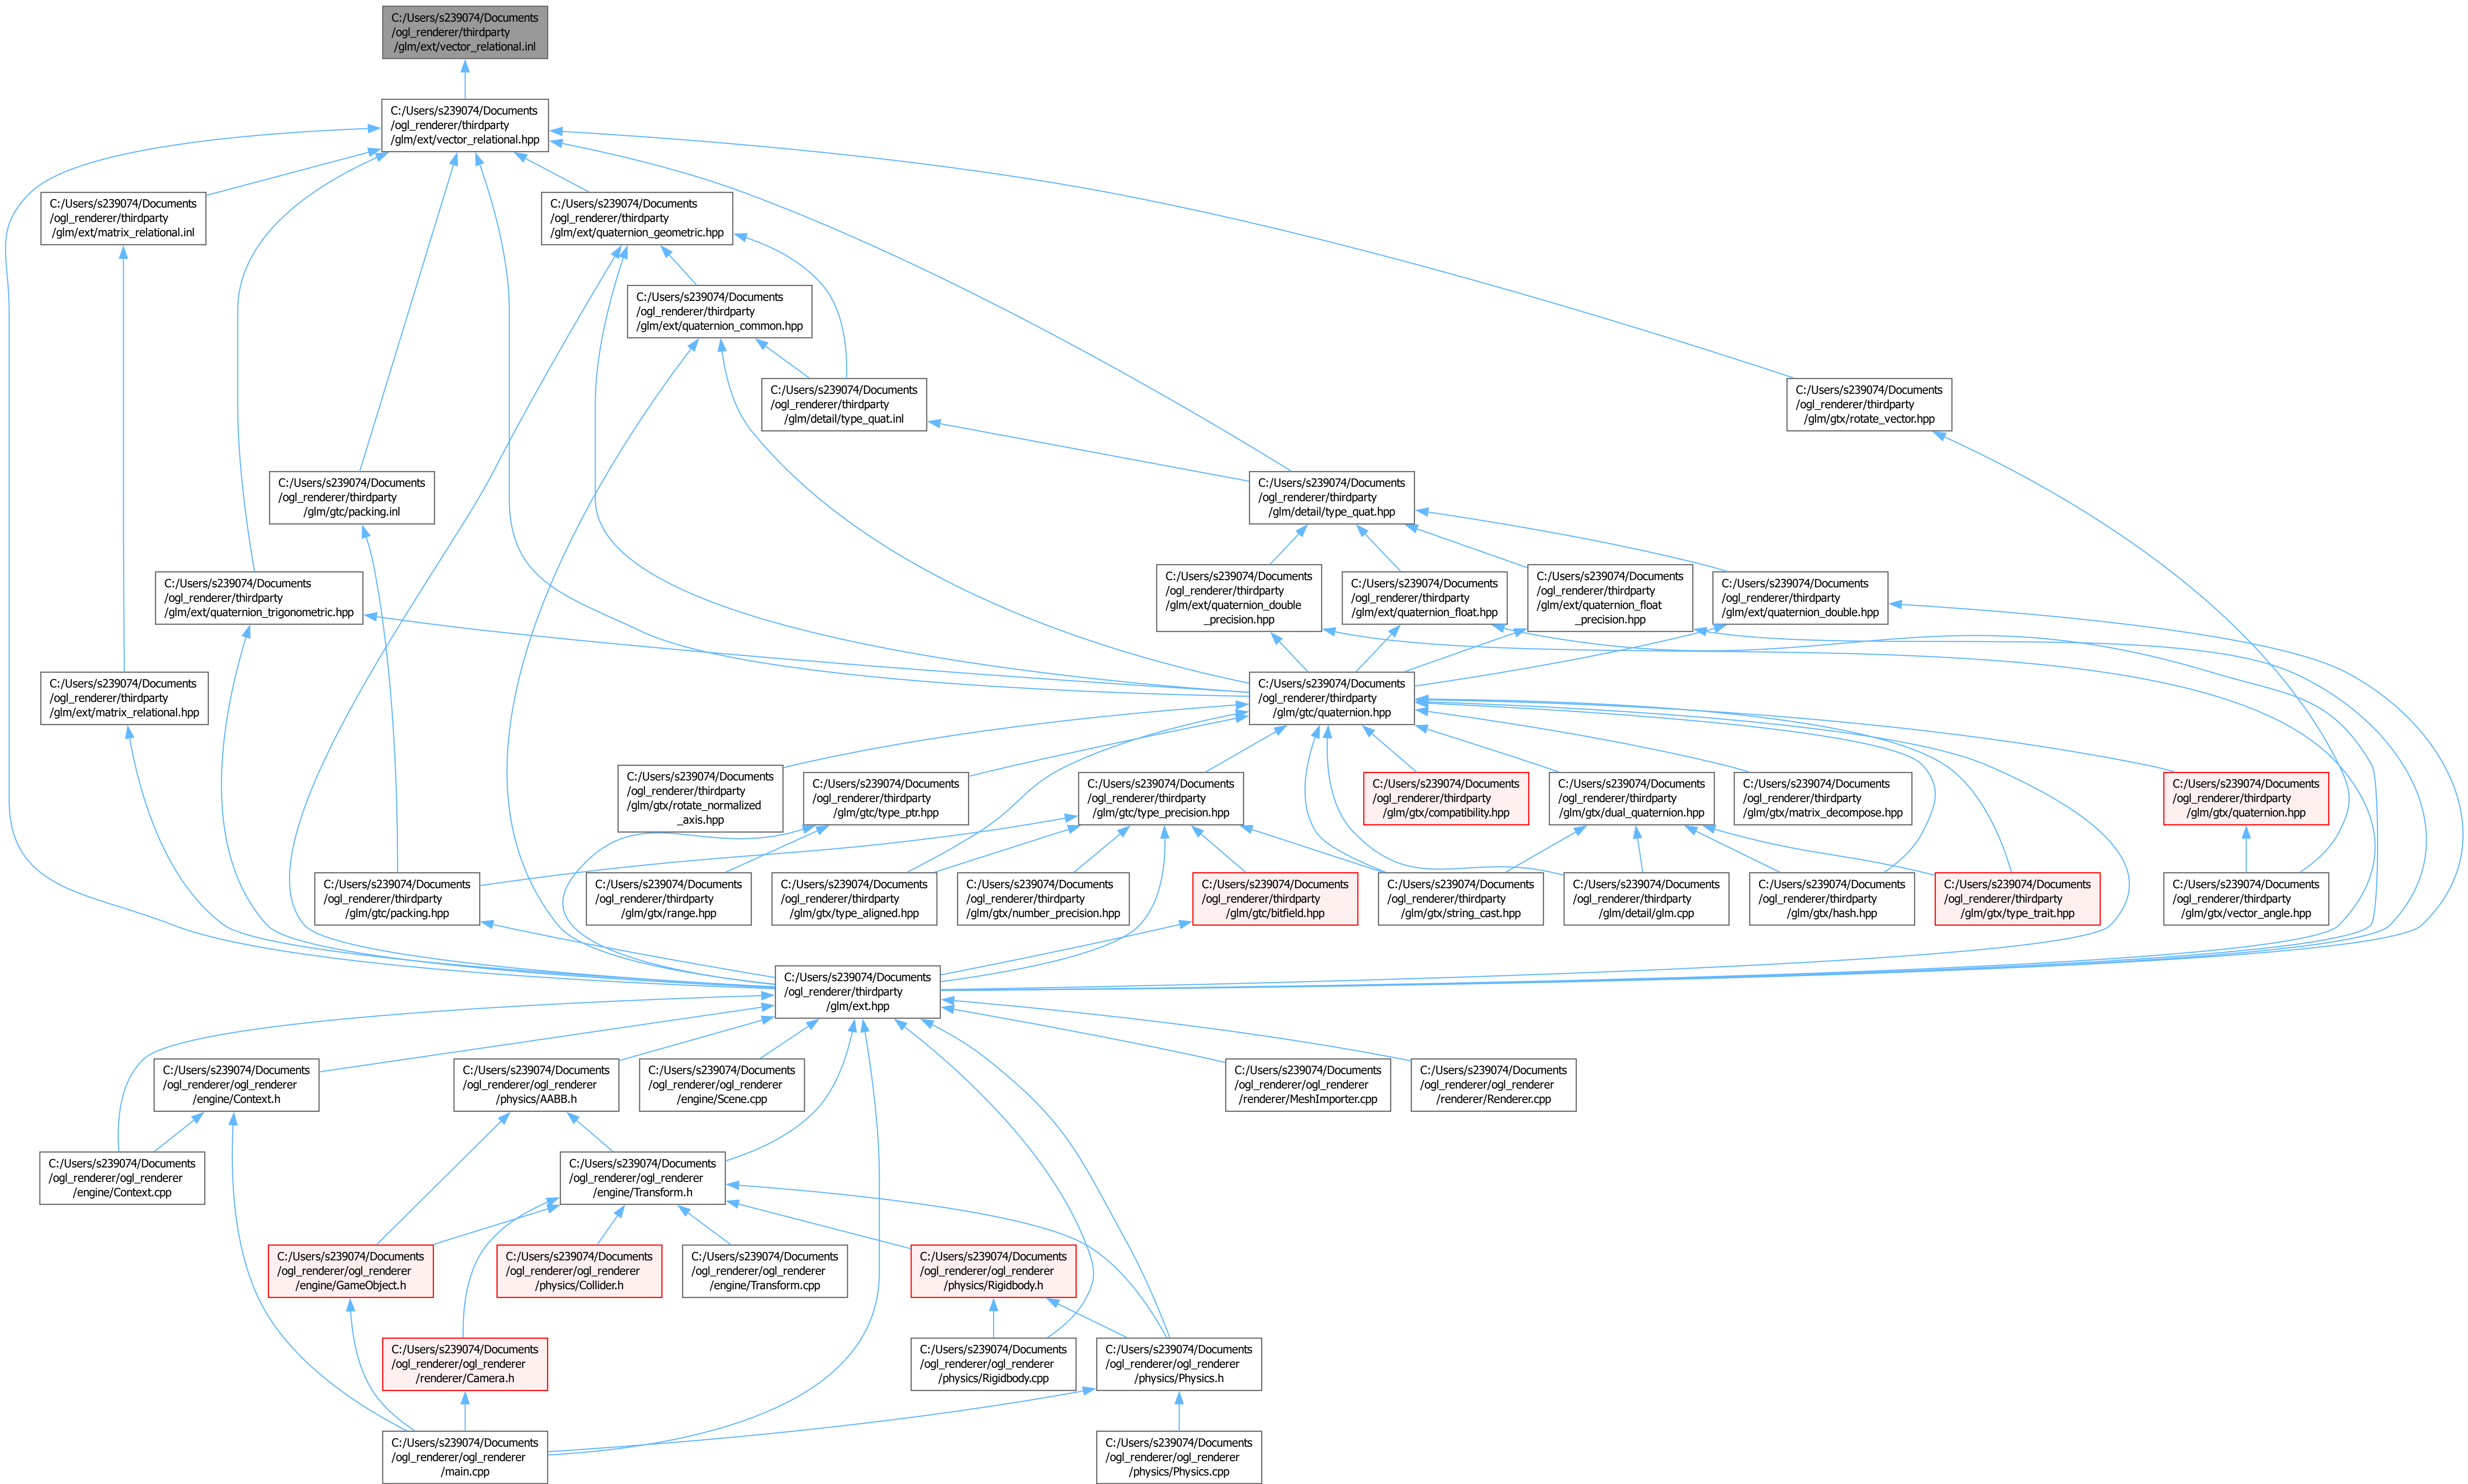 C:/Users/s239074/Documents
/ogl_renderer/thirdparty
/glm/ext/vector_relational.inl
C:/Users/s239074/Documents
/ogl_renderer/thirdparty
/glm/ext/vector_relational.hpp
C:/Users/s239074/Documents
/ogl_renderer/thirdparty
/glm/ext/matrix_relational.inl
C:/Users/s239074/Documents
/ogl_renderer/thirdparty
/glm/ext/quaternion_geometric.hpp
C:/Users/s239074/Documents
/ogl_renderer/thirdparty
/glm/ext/quaternion_common.hpp
C:/Users/s239074/Documents
/ogl_renderer/thirdparty
/glm/detail/type_quat.inl
C:/Users/s239074/Documents
/ogl_renderer/thirdparty
/glm/gtx/rotate_vector.hpp
C:/Users/s239074/Documents
/ogl_renderer/thirdparty
/glm/gtc/packing.inl
C:/Users/s239074/Documents
/ogl_renderer/thirdparty
/glm/detail/type_quat.hpp
C:/Users/s239074/Documents
/ogl_renderer/thirdparty
/glm/ext/quaternion_trigonometric.hpp
C:/Users/s239074/Documents
/ogl_renderer/thirdparty
/glm/ext/quaternion_double
_precision.hpp
C:/Users/s239074/Documents
/ogl_renderer/thirdparty
/glm/ext/quaternion_float.hpp
C:/Users/s239074/Documents
/ogl_renderer/thirdparty
/glm/ext/quaternion_float
_precision.hpp
C:/Users/s239074/Documents
/ogl_renderer/thirdparty
/glm/ext/quaternion_double.hpp
C:/Users/s239074/Documents
/ogl_renderer/thirdparty
/glm/ext/matrix_relational.hpp
C:/Users/s239074/Documents
/ogl_renderer/thirdparty
/glm/gtc/quaternion.hpp
C:/Users/s239074/Documents
/ogl_renderer/thirdparty
/glm/gtx/rotate_normalized
_axis.hpp
C:/Users/s239074/Documents
/ogl_renderer/thirdparty
/glm/gtc/type_ptr.hpp
C:/Users/s239074/Documents
/ogl_renderer/thirdparty
/glm/gtc/type_precision.hpp
C:/Users/s239074/Documents
/ogl_renderer/thirdparty
/glm/gtx/compatibility.hpp
C:/Users/s239074/Documents
/ogl_renderer/thirdparty
/glm/gtx/dual_quaternion.hpp
C:/Users/s239074/Documents
/ogl_renderer/thirdparty
/glm/gtx/matrix_decompose.hpp
C:/Users/s239074/Documents
/ogl_renderer/thirdparty
/glm/gtx/quaternion.hpp
C:/Users/s239074/Documents
/ogl_renderer/thirdparty
/glm/gtc/packing.hpp
C:/Users/s239074/Documents
/ogl_renderer/thirdparty
/glm/gtx/range.hpp
C:/Users/s239074/Documents
/ogl_renderer/thirdparty
/glm/gtx/type_aligned.hpp
C:/Users/s239074/Documents
/ogl_renderer/thirdparty
/glm/gtx/number_precision.hpp
C:/Users/s239074/Documents
/ogl_renderer/thirdparty
/glm/gtc/bitfield.hpp
C:/Users/s239074/Documents
/ogl_renderer/thirdparty
/glm/gtx/string_cast.hpp
C:/Users/s239074/Documents
/ogl_renderer/thirdparty
/glm/detail/glm.cpp
C:/Users/s239074/Documents
/ogl_renderer/thirdparty
/glm/gtx/hash.hpp
C:/Users/s239074/Documents
/ogl_renderer/thirdparty
/glm/gtx/type_trait.hpp
C:/Users/s239074/Documents
/ogl_renderer/thirdparty
/glm/gtx/vector_angle.hpp
C:/Users/s239074/Documents
/ogl_renderer/thirdparty
/glm/ext.hpp
C:/Users/s239074/Documents
/ogl_renderer/ogl_renderer
/engine/Context.h
C:/Users/s239074/Documents
/ogl_renderer/ogl_renderer
/physics/AABB.h
C:/Users/s239074/Documents
/ogl_renderer/ogl_renderer
/engine/Scene.cpp
C:/Users/s239074/Documents
/ogl_renderer/ogl_renderer
/renderer/MeshImporter.cpp
C:/Users/s239074/Documents
/ogl_renderer/ogl_renderer
/renderer/Renderer.cpp
C:/Users/s239074/Documents
/ogl_renderer/ogl_renderer
/engine/Context.cpp
C:/Users/s239074/Documents
/ogl_renderer/ogl_renderer
/engine/Transform.h
C:/Users/s239074/Documents
/ogl_renderer/ogl_renderer
/engine/GameObject.h
C:/Users/s239074/Documents
/ogl_renderer/ogl_renderer
/physics/Collider.h
C:/Users/s239074/Documents
/ogl_renderer/ogl_renderer
/engine/Transform.cpp
C:/Users/s239074/Documents
/ogl_renderer/ogl_renderer
/physics/Rigidbody.h
C:/Users/s239074/Documents
/ogl_renderer/ogl_renderer
/renderer/Camera.h
C:/Users/s239074/Documents
/ogl_renderer/ogl_renderer
/physics/Rigidbody.cpp
C:/Users/s239074/Documents
/ogl_renderer/ogl_renderer
/physics/Physics.h
C:/Users/s239074/Documents
/ogl_renderer/ogl_renderer
/main.cpp
C:/Users/s239074/Documents
/ogl_renderer/ogl_renderer
/physics/Physics.cpp